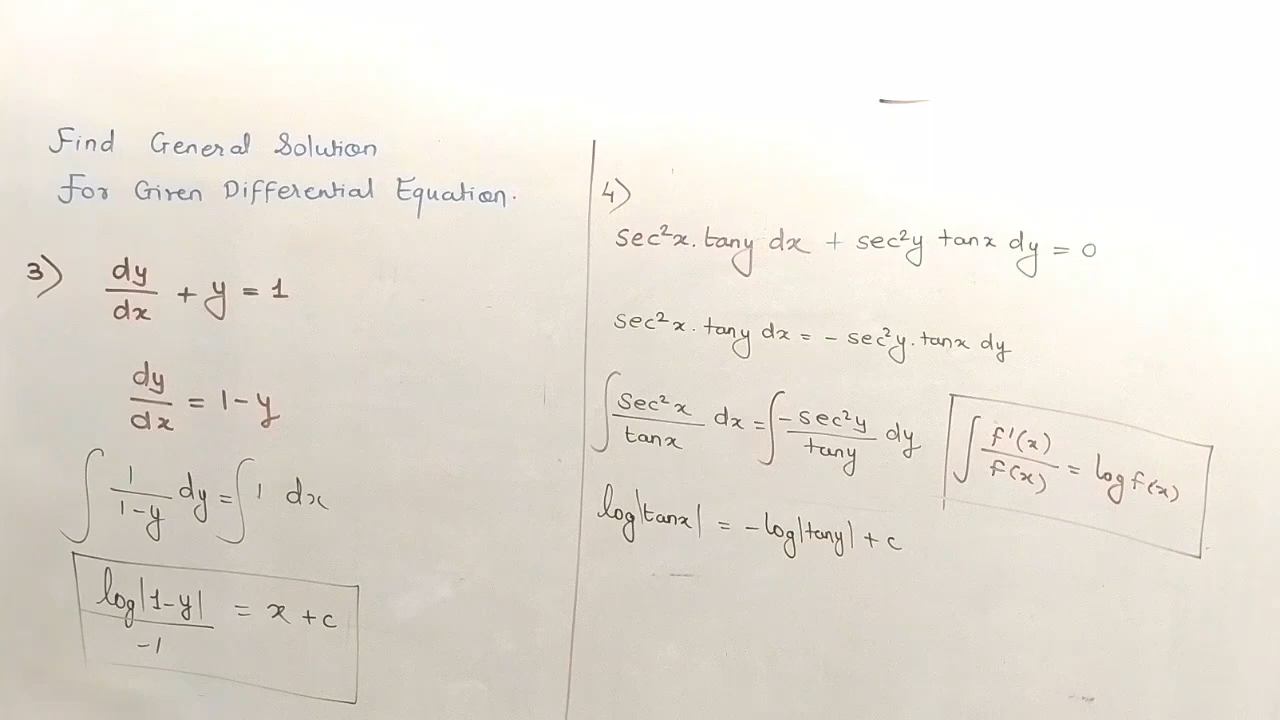 Find General Solution
For Given Differential Equation.
3) dy/dx + y = 1
dy/dx = 1 - y
∫ 1/(1-y) dy = ∫ 1 dx
log|1-y|/-1 = x + c
4)
sec²x. tany dx + sec²y tanx dy = 0
sec²x. tany dx = - sec²y. tanx dy
∫ sec²x/tanx dx = ∫ -sec²y/tany dy
∫ f'(x)/f(x) = log f(x)
log|tanx| = -log|tany| + c